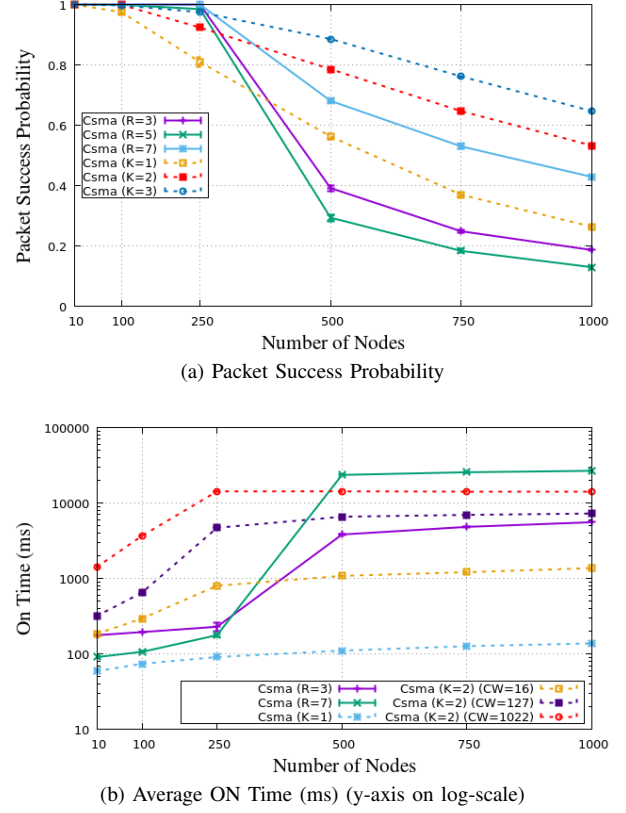 1
0.8
0.6
0.4
0.2
0
Packet Success Probability
Csma (R=3)
Csma (R=5)
Csma (R=7)
Csma (K=1)
Csma (K=2)
Csma (K=3)
10 100 250 500 750 1000
Number of Nodes
(a) Packet Success Probability
100000
10000
1000
100
10
On Time (ms)
Csma (R=3) Csma (K=2) (CW=16)
Csma (R=7) Csma (K=2) (CW=127)
Csma (K=1) Csma (K=2) (CW=1022)
10 100 250 500 750 1000
Number of Nodes
(b) Average ON Time (ms) (y-axis on log-scale)